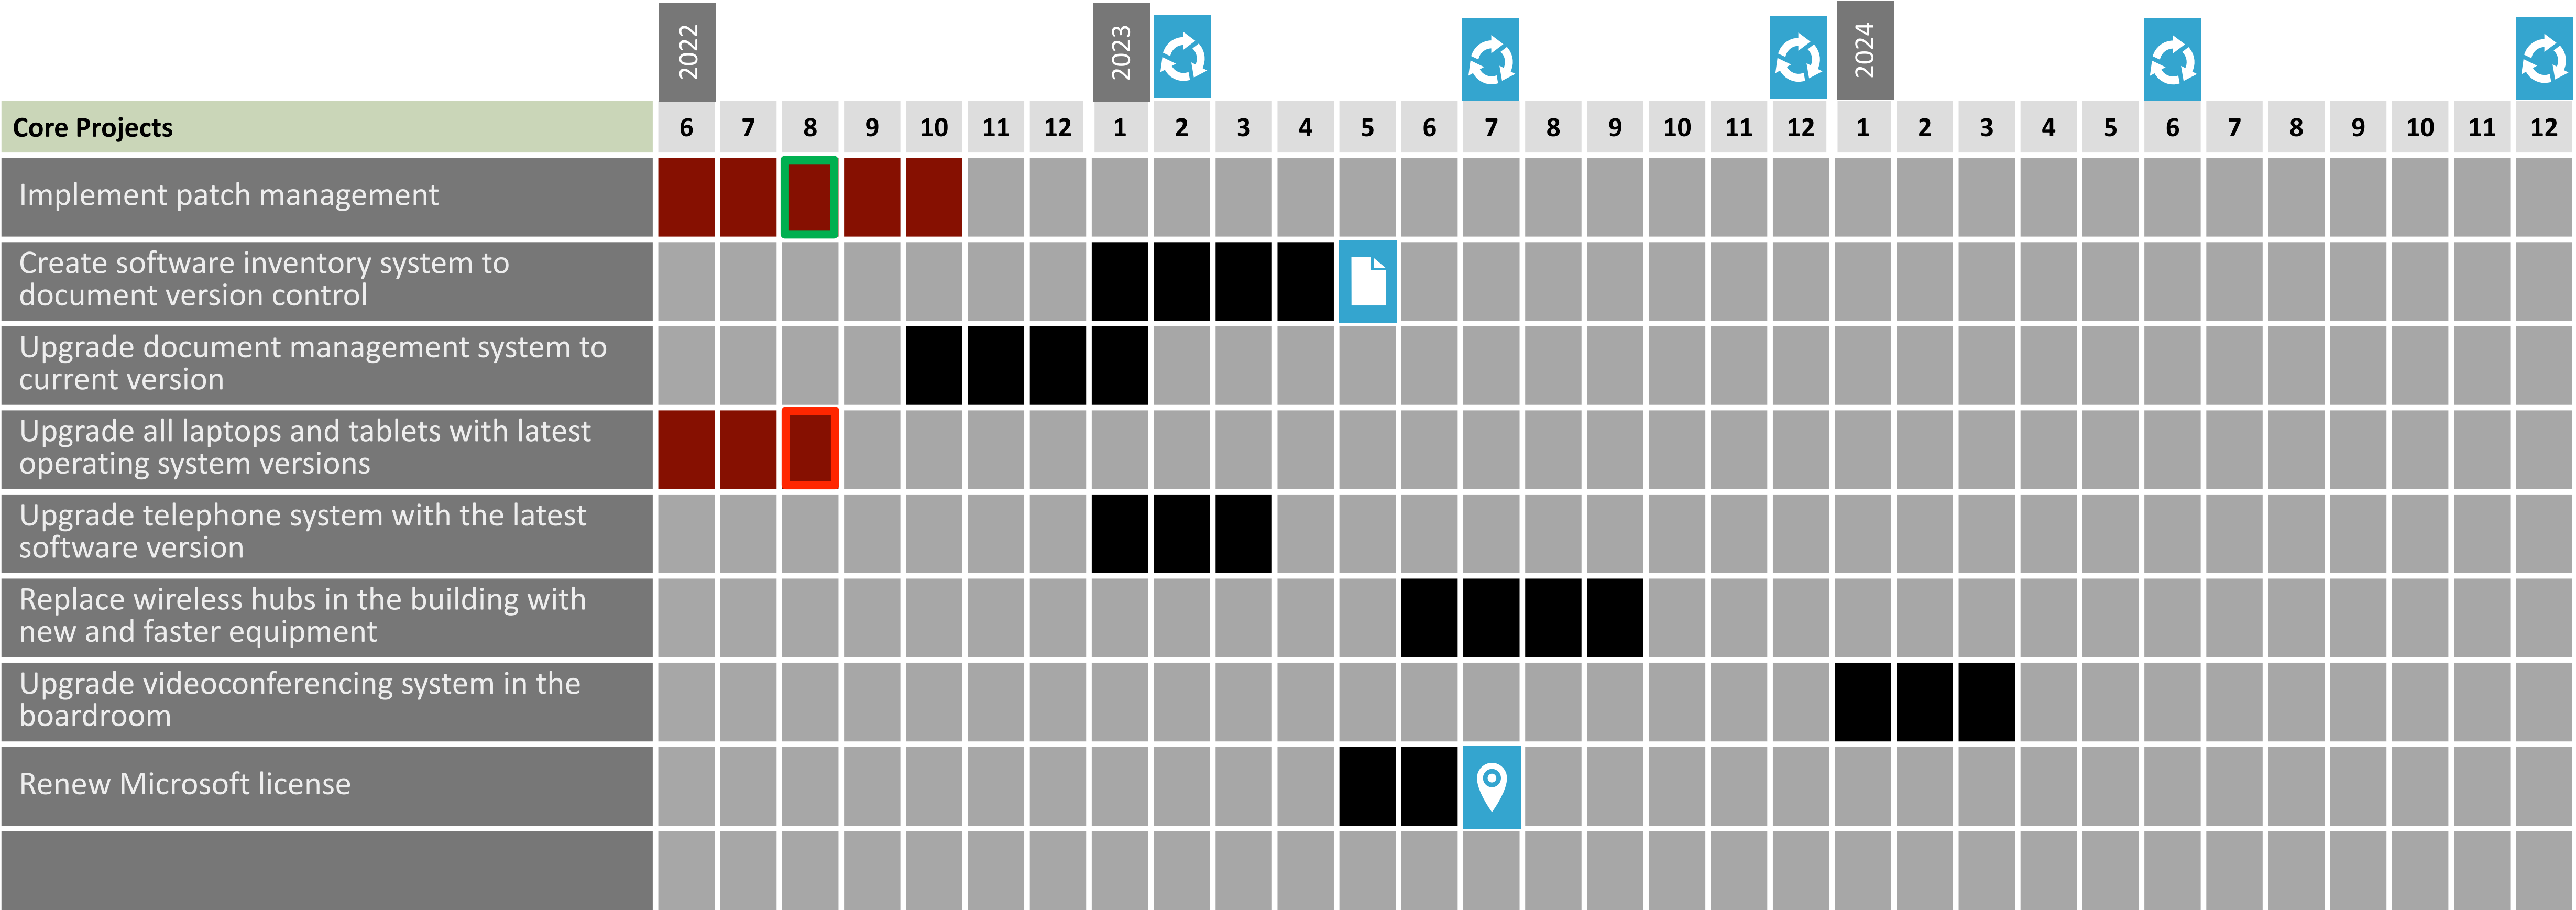 2022
2023
2024
Core Projects 6 7 8 9 10 11 12 1 2 3 4 5 6 7 8 9 10 11 12 1 2 3 4 5 6 7 8 9 10 11 12
Implement patch management
Create software inventory system to
document version control
Upgrade document management system to
current version
Upgrade all laptops and tablets with latest
operating system versions
Upgrade telephone system with the latest
software version
Replace wireless hubs in the building with
new and faster equipment
Upgrade videoconferencing system in the
boardroom
Renew Microsoft license